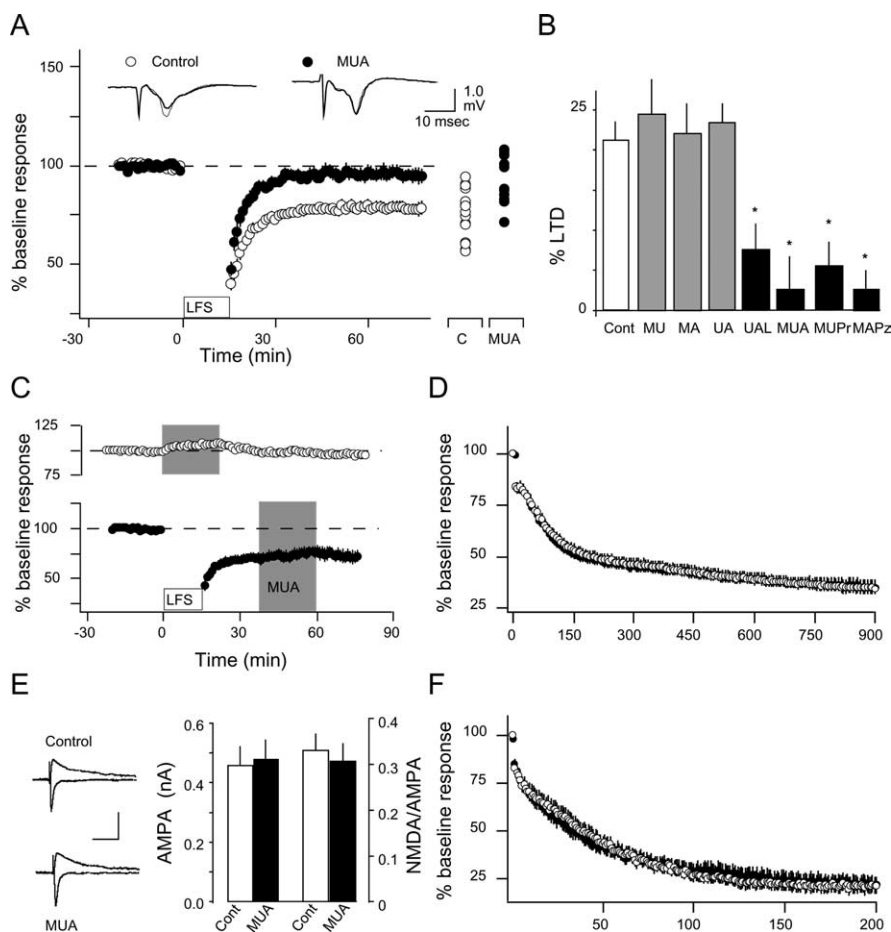 A
150
Control
MUA
1.0
mV
10 msec
100
50
% baseline response
LFS
-30
0
30
60
Time (min)
C
MUA
B
25
0
% LTD
Cont MU MA UA UAL MUA MUPr MAPz
*
*
*
*
C
125
100
75
% baseline response
100
50
% baseline response
LFS
MUA
-30
0
30
60
90
Time (min)
D
100
75
50
25
% baseline response
0
150
300
450
600
750
900
E
Control
MUA
0.6
0.4
0.2
0.0
AMPA (nA)
0.4
0.3
0.2
0.1
0
NMDA/AMPA
Cont
MUA
Cont
MUA
F
100
75
50
25
% baseline response
50
100
150
200